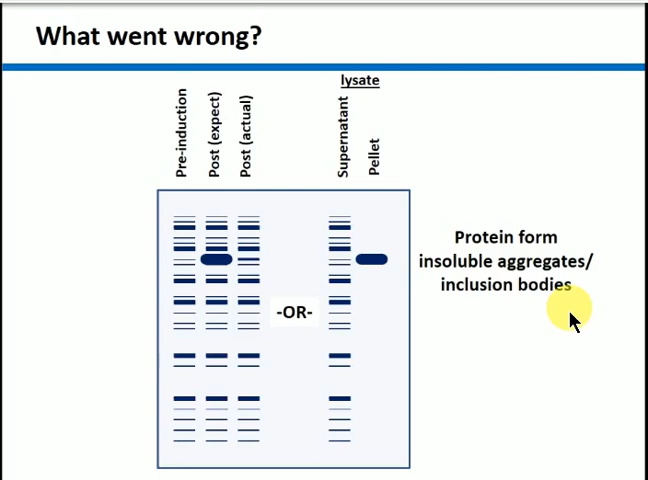 What went wrong?
lysate
Pre-induction
Post (expect)
Post (actual)
Supernatant
Pellet
-OR-
Protein form
insoluble aggregates/
inclusion bodies